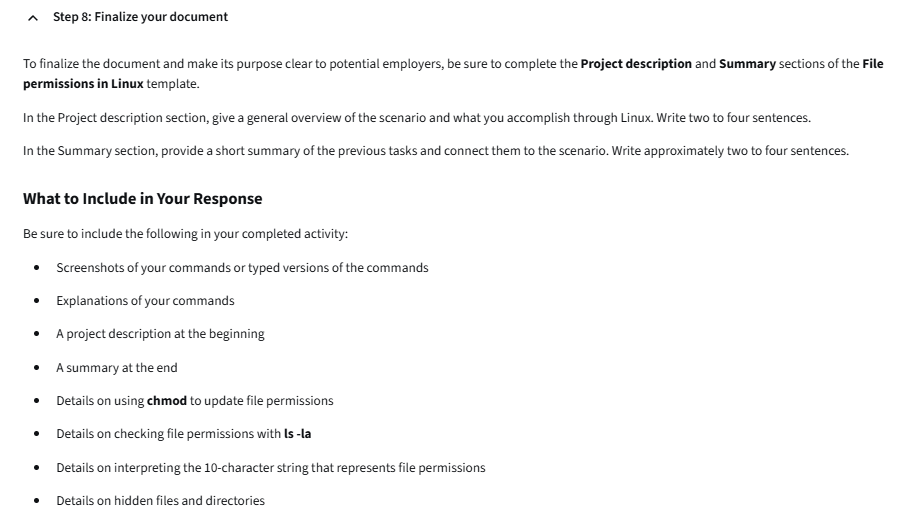 Step 8: Finalize your document
To finalize the document and make its purpose clear to potential employers, be sure to complete the Project description and Summary sections of the File
permissions in Linux template.
In the Project description section, give a general overview of the scenario and what you accomplish through Linux. Write two to four sentences.
In the Summary section, provide a short summary of the previous tasks and connect them to the scenario. Write approximately two to four sentences.
What to Include in Your Response
Be sure to include the following in your completed activity:
• Screenshots of your commands or typed versions of the commands
• Explanations of your commands
• A project description at the beginning
• A summary at the end
• Details on using chmod to update file permissions
• Details on checking file permissions with ls -la
• Details on interpreting the 10-character string that represents file permissions
• Details on hidden files and directories